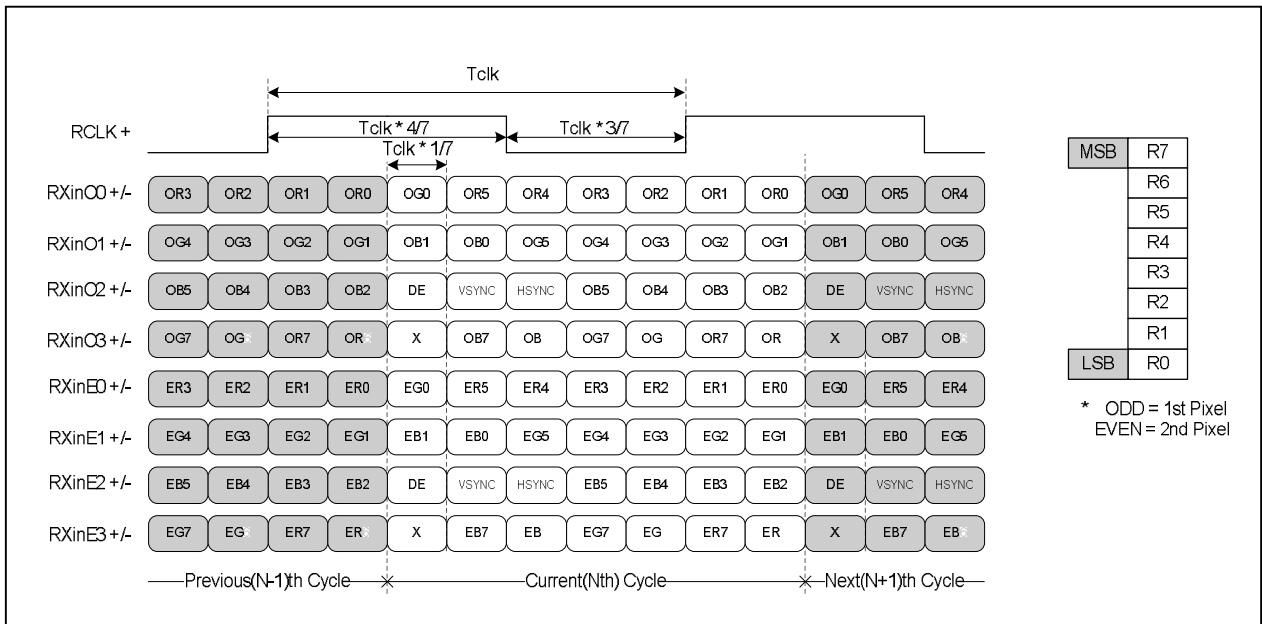 Tclk
RCLK +
Tclk * 4/7
Tclk * 3/7
Tclk * 1/7
RXinO0 +/- OR3 OR2 OR1 OR0 OG0 OR5 OR4 OR3 OR2 OR1 OR0 OG0 OR5 OR4
RXinO1 +/- OG4 OG3 OG2 OG1 OB1 OB0 OG5 OG4 OG3 OG2 OG1 OB1 OB0 OG5
RXinO2 +/- OB5 OB4 OB3 OB2 DE VSYNC HSYNC OB5 OB4 OB3 OB2 DE VSYNC HSYNC
RXinO3 +/- OG7 OG OR7 OR X OB7 OB OG7 OG OR7 OR X OB7 OB
RXinE0 +/- ER3 ER2 ER1 ER0 EG0 ER5 ER4 ER3 ER2 ER1 ER0 EG0 ER5 ER4
RXinE1 +/- EG4 EG3 EG2 EG1 EB1 EB0 EG5 EG4 EG3 EG2 EG1 EB1 EB0 EG5
RXinE2 +/- EB5 EB4 EB3 EB2 DE VSYNC HSYNC EB5 EB4 EB3 EB2 DE VSYNC HSYNC
RXinE3 +/- EG7 EG ER7 ER X EB7 EB EG7 EG ER7 ER X EB7 EB
Previous(N-1)th Cycle Current(Nth) Cycle Next(N+1)th Cycle
MSB R7
R6
R5
R4
R3
R2
R1
LSB R0
* ODD = 1st Pixel
EVEN = 2nd Pixel